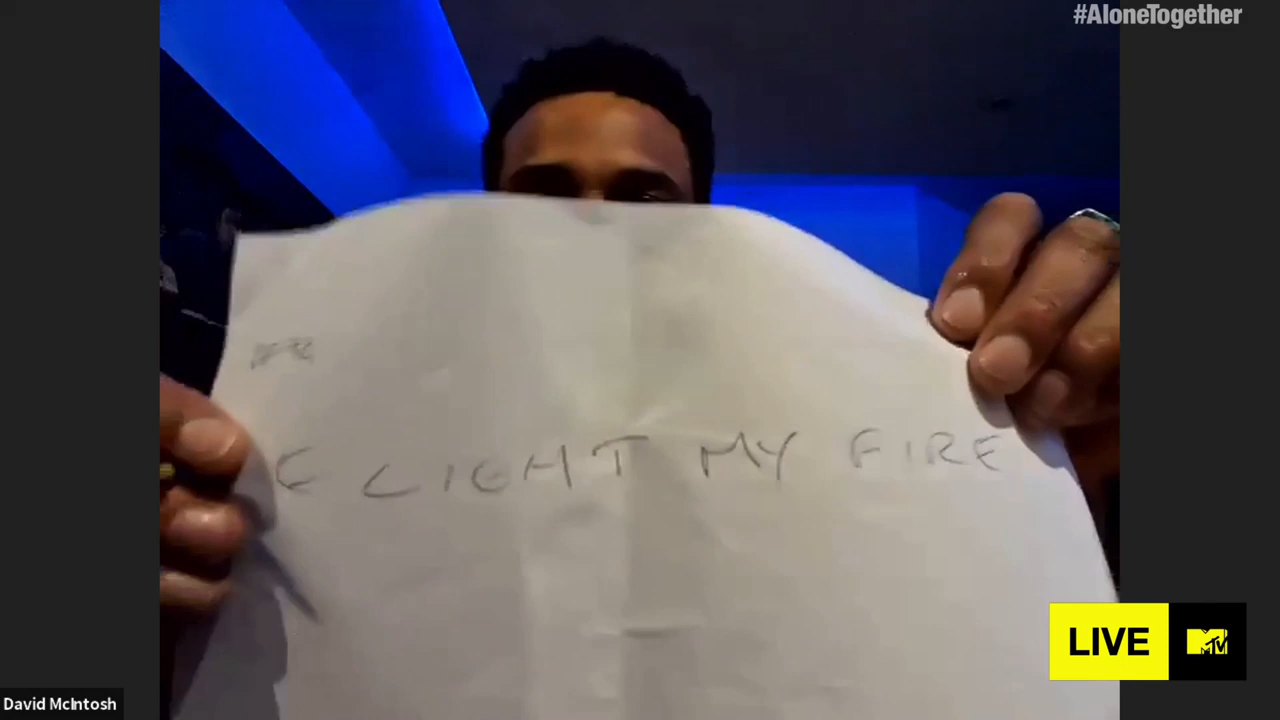 #AloneTogether
E LIGHT MY FIRE
LIVE
MTV
David McIntosh